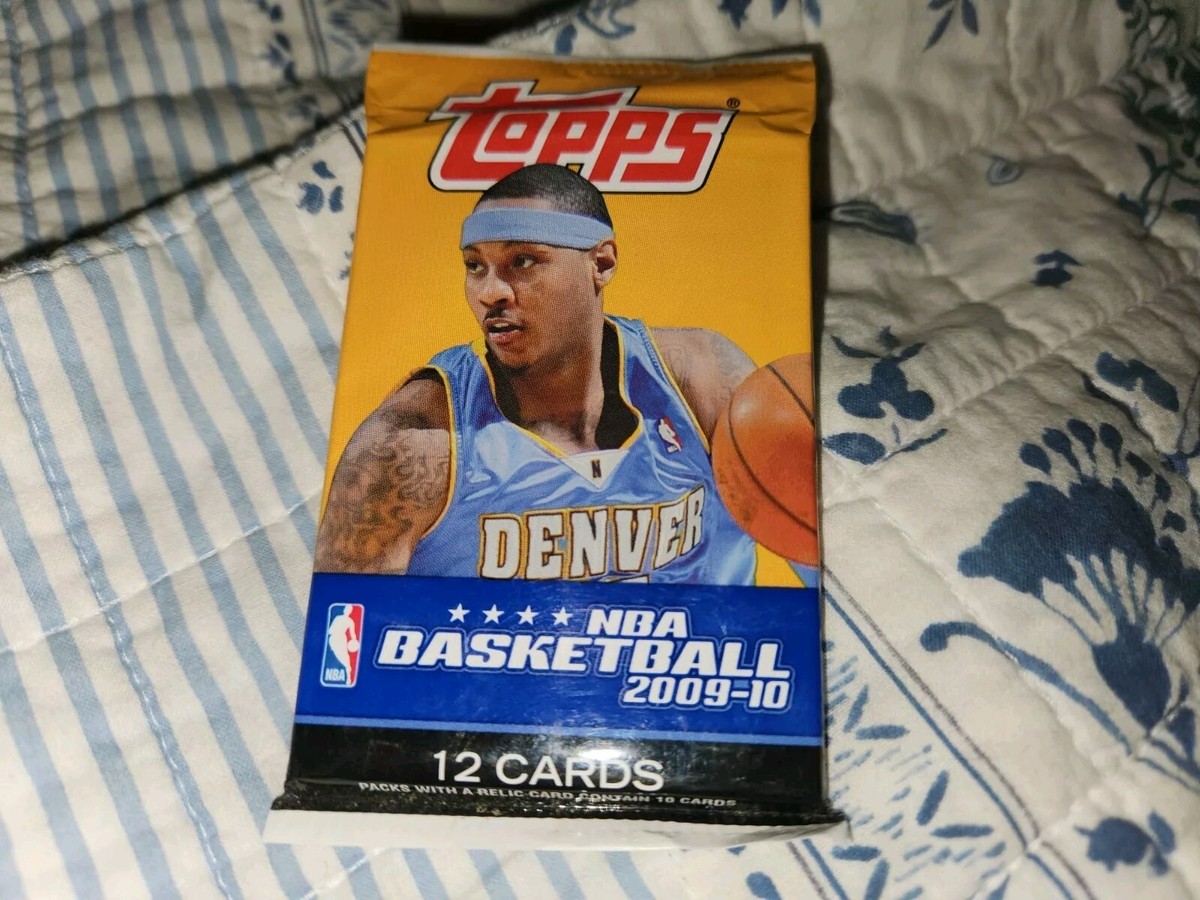 topps®
N
DENVER
★ ★ ★ ★ NBA
NBA
BASKETBALL
2009-10
12 CARDS
PACKS WITH A RELIC CARD CONTAIN 10 CARDS